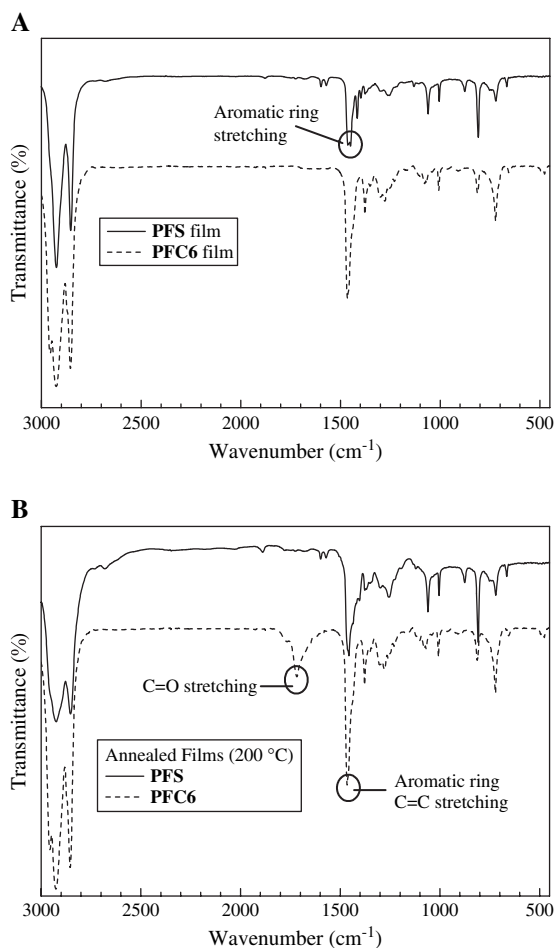 A
Transmittance (%)
Aromatic ring
stretching
PFS film
PFC6 film
3000 2500 2000 1500 1000 500
Wavenumber (cm⁻¹)
B
Transmittance (%)
C=O stretching
Annealed Films (200 °C)
PFS
PFC6
Aromatic ring
C=C stretching
3000 2500 2000 1500 1000 500
Wavenumber (cm⁻¹)